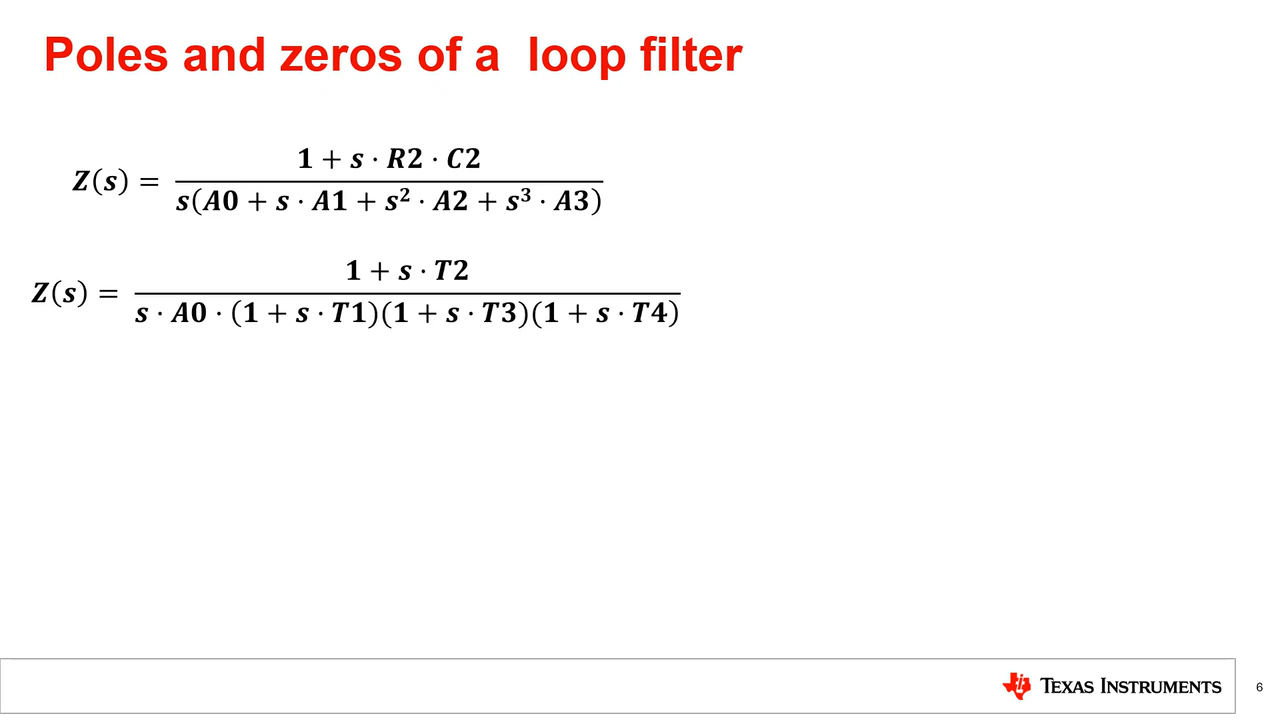 Poles and zeros of a loop filter
Z(s) = (1 + s · R2 · C2) / (s(A0 + s · A1 + s² · A2 + s³ · A3))
Z(s) = (1 + s · T2) / (s · A0 · (1 + s · T1)(1 + s · T3)(1 + s · T4))
TEXAS INSTRUMENTS
6